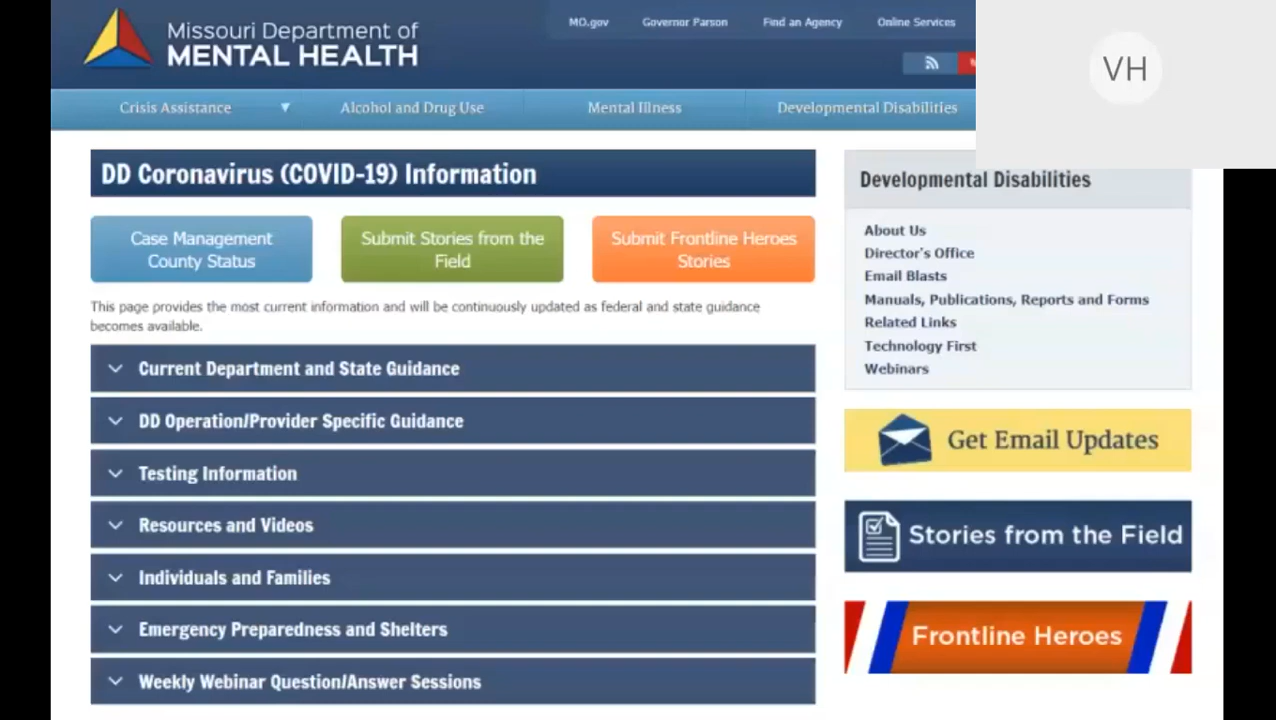 Missouri Department of
MENTAL HEALTH
MO.gov
Governor Parson
Find an Agency
Online Services
VH
Crisis Assistance
Alcohol and Drug Use
Mental Illness
Developmental Disabilities
DD Coronavirus (COVID-19) Information
Case Management
County Status
Submit Stories from the
Field
Submit Frontline Heroes
Stories
This page provides the most current information and will be continuously updated as federal and state guidance
becomes available.
Current Department and State Guidance
DD Operation/Provider Specific Guidance
Testing Information
Resources and Videos
Individuals and Families
Emergency Preparedness and Shelters
Weekly Webinar Question/Answer Sessions
Developmental Disabilities
About Us
Director's Office
Email Blasts
Manuals, Publications, Reports and Forms
Related Links
Technology First
Webinars
Get Email Updates
Stories from the Field
Frontline Heroes